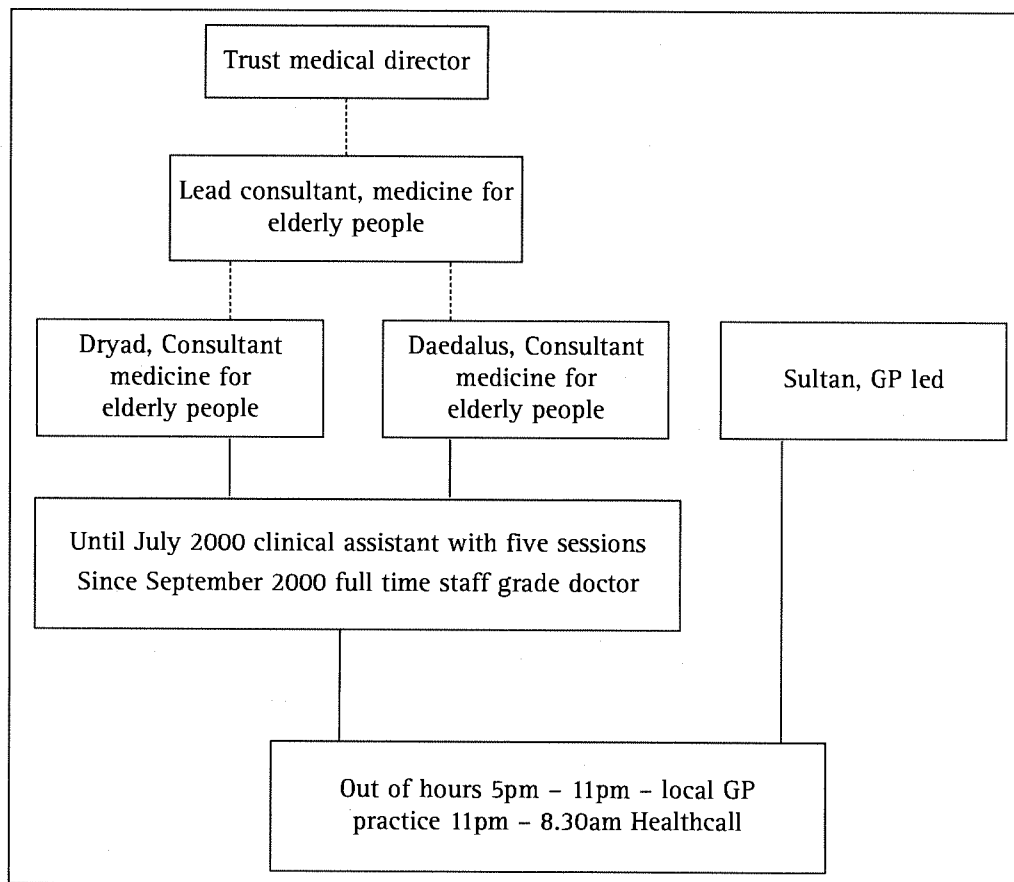 Trust medical director
Lead consultant, medicine for
elderly people
Dryad, Consultant
medicine for
elderly people
Daedalus, Consultant
medicine for
elderly people
Sultan, GP led
Until July 2000 clinical assistant with five sessions
Since September 2000 full time staff grade doctor
Out of hours 5pm – 11pm – local GP
practice 11pm – 8.30am Healthcall